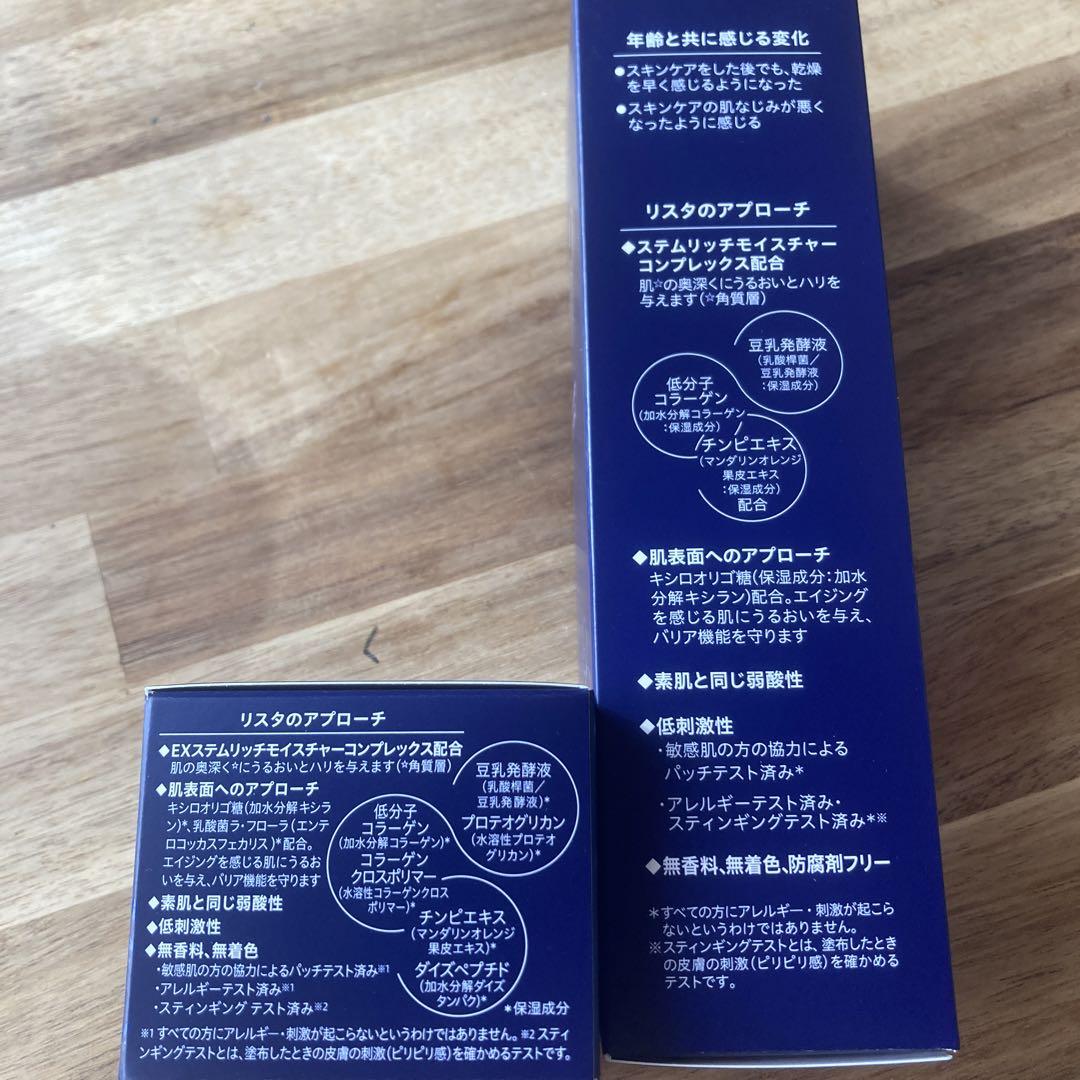 年齢と共に感じる変化
●スキンケアをした後でも、乾燥
を早く感じるようになった
●スキンケアの肌なじみが悪く
なったように感じる
リスタのアプローチ
◆ステムリッチモイスチャー
コンプレックス配合
肌☆の奥深くにうるおいとハリを
与えます(☆角質層)
豆乳発酵液
(乳酸桿菌/
豆乳発酵液
:保湿成分)
低分子
コラーゲン
(加水分解コラーゲン
:保湿成分)
チンピエキス
(マンダリンオレンジ
果皮エキス
:保湿成分)
配合
◆肌表面へのアプローチ
キシロオリゴ糖(保湿成分:加水
分解キシラン)配合。エイジング
を感じる肌にうるおいを与え、
バリア機能を守ります
◆素肌と同じ弱酸性
◆低刺激性
・敏感肌の方の協力による
パッチテスト済み*
・アレルギーテスト済み・
スティンギングテスト済み*※
◆無香料、無着色、防腐剤フリー
*すべての方にアレルギー・刺激が起こら
ないというわけではありません。
※スティンギングテストとは、塗布したとき
の皮膚の刺激(ピリピリ感)を確かめる
テストです。
リスタのアプローチ
◆EXステムリッチモイスチャーコンプレックス配合
肌の奥深く☆にうるおいとハリを与えます(☆角質層)
◆肌表面へのアプローチ
キシロオリゴ糖(加水分解キシラ
ン)*、乳酸菌ラ・フローラ(エンテ
ロコッカスフェカリス)*配合。
エイジングを感じる肌にうるお
いを与え、バリア機能を守ります
◆素肌と同じ弱酸性
◆低刺激性
◆無香料、無着色
・敏感肌の方の協力によるパッチテスト済み※1
・アレルギーテスト済み※1
・スティンギング テスト済み※2
豆乳発酵液
(乳酸桿菌/
豆乳発酵液)*
プロテオグリカン
(水溶性プロテオ
グリカン)*
低分子
コラーゲン
(加水分解コラーゲン)*
コラーゲン
クロスポリマー
(水溶性コラーゲンクロス
ポリマー)*
チンピエキス
(マンダリンオレンジ
果皮エキス)*
ダイズペプチド
(加水分解ダイズ
タンパク)*
*保湿成分
※1 すべての方にアレルギー・刺激が起こらないというわけではありません。※2 スティ
ンギングテストとは、塗布したときの皮膚の刺激(ピリピリ感)を確かめるテストです。